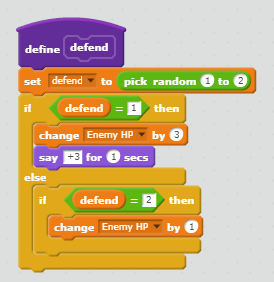 define defend
set defend to pick random 1 to 2
if defend = 1 then
change Enemy HP by 3
say +3 for 1 secs
else
if defend = 2 then
change Enemy HP by 1